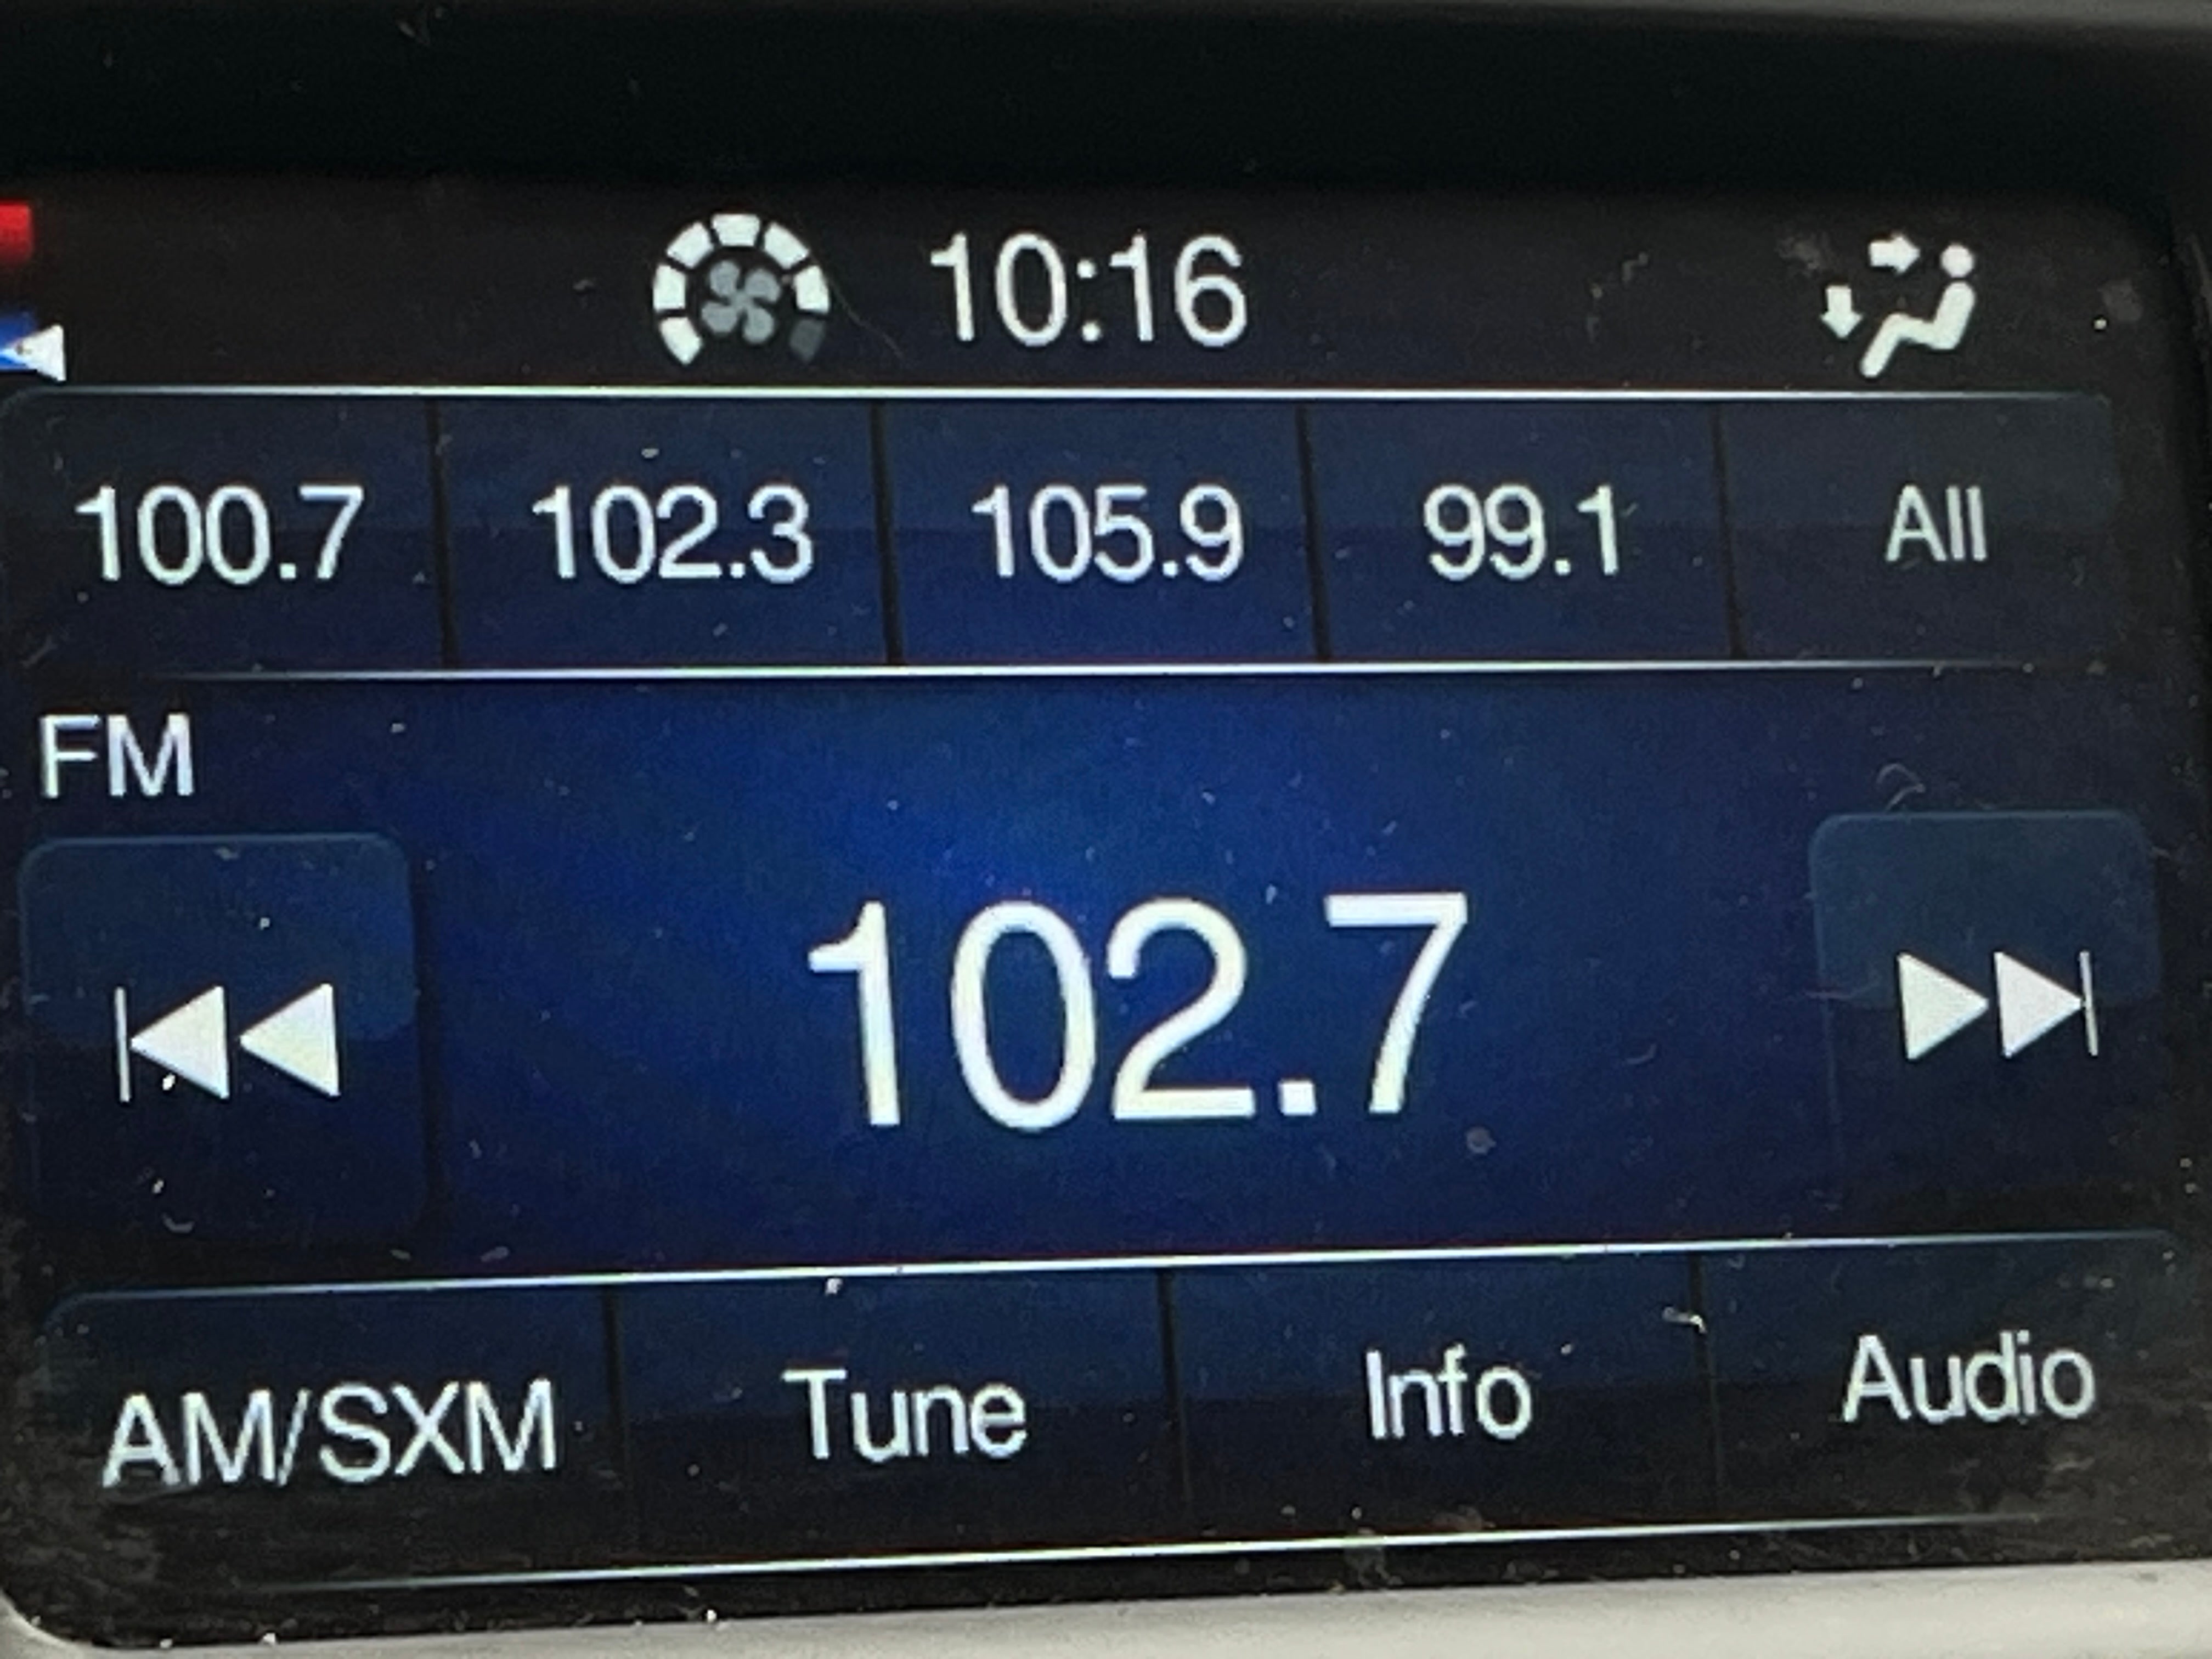 10:16
100.7 102.3 105.9 99.1 All
FM
102.7
AM/SXM Tune Info Audio